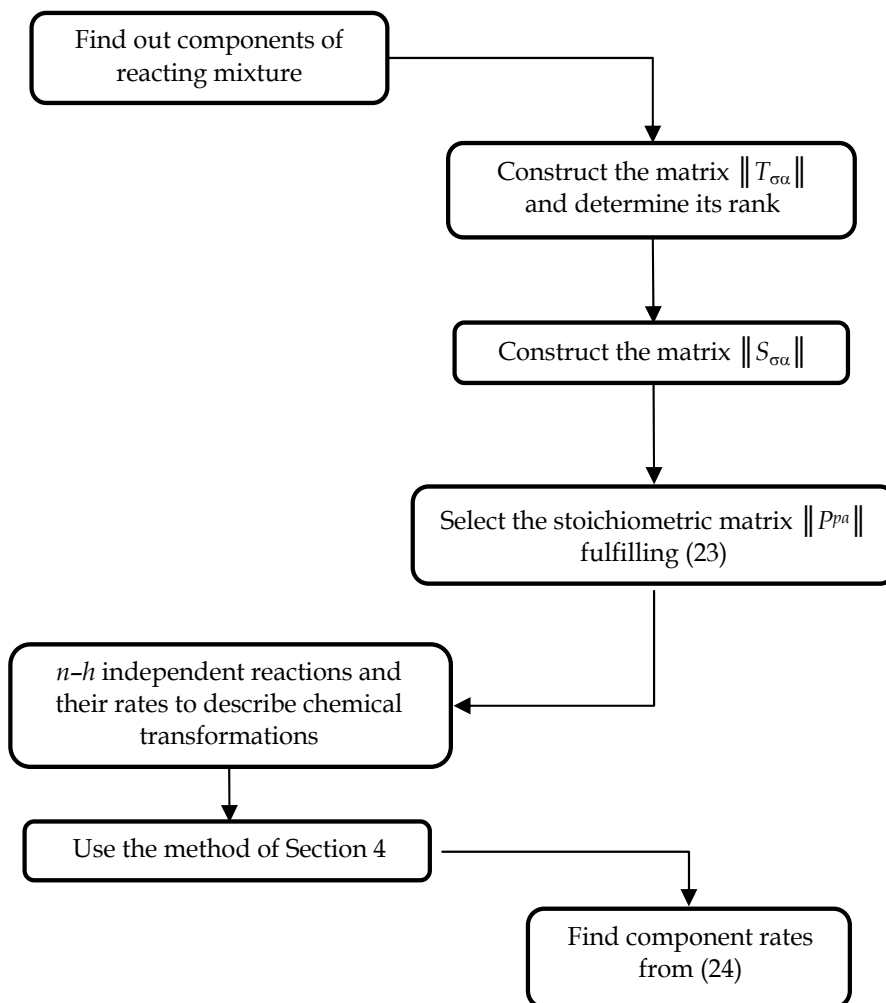 Find out components of
reacting mixture
Construct the matrix ‖Tσα‖
and determine its rank
Construct the matrix ‖Sσα‖
Select the stoichiometric matrix ‖Ppa‖
fulfilling (23)
n–h independent reactions and
their rates to describe chemical
transformations
Use the method of Section 4
Find component rates
from (24)